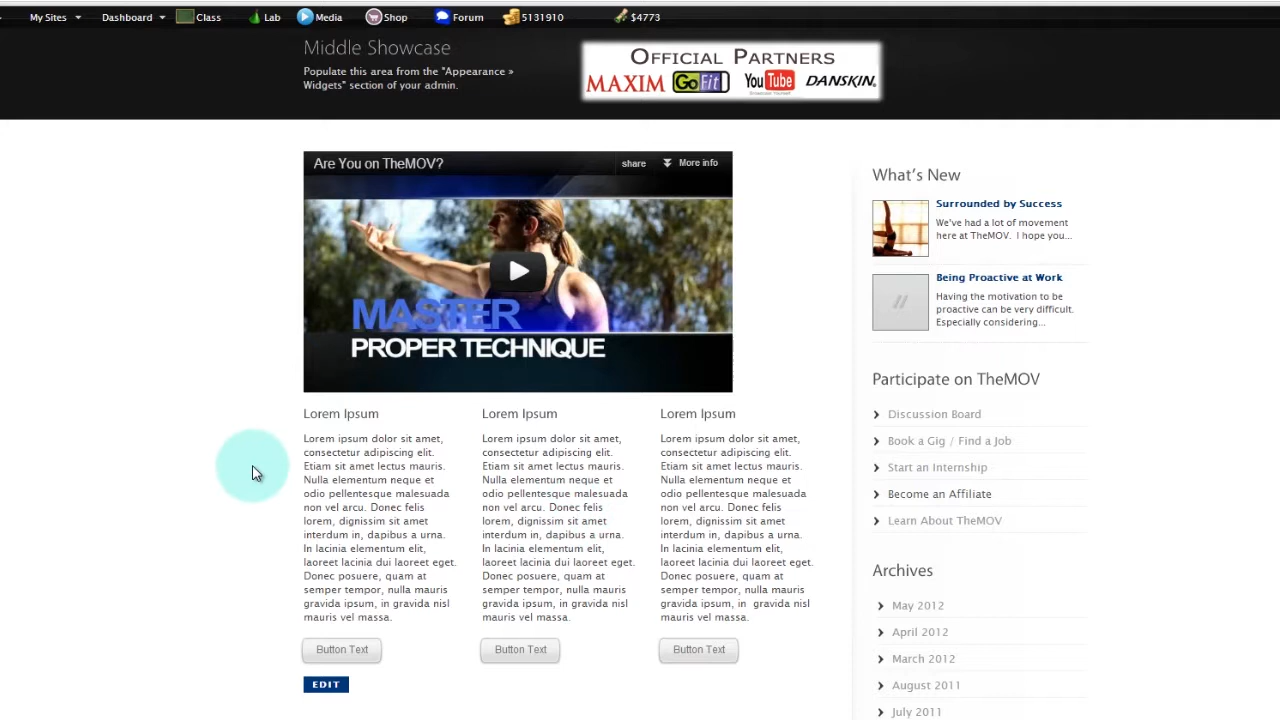 My Sites Dashboard Class Lab Media Shop Forum 5131910 $4773
Middle Showcase
Populate this area from the "Appearance »
Widgets" section of your admin.
OFFICIAL PARTNERS
MAXIM GoFit YouTube DANSKIN.
Are You on TheMOV? share More info
MASTER
PROPER TECHNIQUE
Lorem Ipsum
Lorem ipsum dolor sit amet,
consectetur adipiscing elit.
Etiam sit amet lectus mauris.
Nulla elementum neque et
odio pellentesque malesuada
non vel arcu. Donec felis
lorem, dignissim sit amet
interdum in, dapibus a urna.
In lacinia elementum elit,
laoreet lacinia dui laoreet eget.
Donec posuere, quam at
semper tempor, nulla mauris
gravida ipsum, in gravida nisl
mauris vel massa.
Button Text
Lorem Ipsum
Lorem ipsum dolor sit amet,
consectetur adipiscing elit.
Etiam sit amet lectus mauris.
Nulla elementum neque et
odio pellentesque malesuada
non vel arcu. Donec felis
lorem, dignissim sit amet
interdum in, dapibus a urna.
In lacinia elementum elit,
laoreet lacinia dui laoreet eget.
Donec posuere, quam at
semper tempor, nulla mauris
gravida ipsum, in gravida nisl
mauris vel massa.
Button Text
Lorem Ipsum
Lorem ipsum dolor sit amet,
consectetur adipiscing elit.
Etiam sit amet lectus mauris.
Nulla elementum neque et
odio pellentesque malesuada
non vel arcu. Donec felis
lorem, dignissim sit amet
interdum in, dapibus a urna.
In lacinia elementum elit,
laoreet lacinia dui laoreet eget.
Donec posuere, quam at
semper tempor, nulla mauris
gravida ipsum, in gravida nisl
mauris vel massa.
Button Text
EDIT
What's New
Surrounded by Success
We've had a lot of movement
here at TheMOV. I hope you...
Being Proactive at Work
Having the motivation to be
proactive can be very difficult.
Especially considering...
Participate on TheMOV
Discussion Board
Book a Gig / Find a Job
Start an Internship
Become an Affiliate
Learn About TheMOV
Archives
May 2012
April 2012
March 2012
August 2011
July 2011